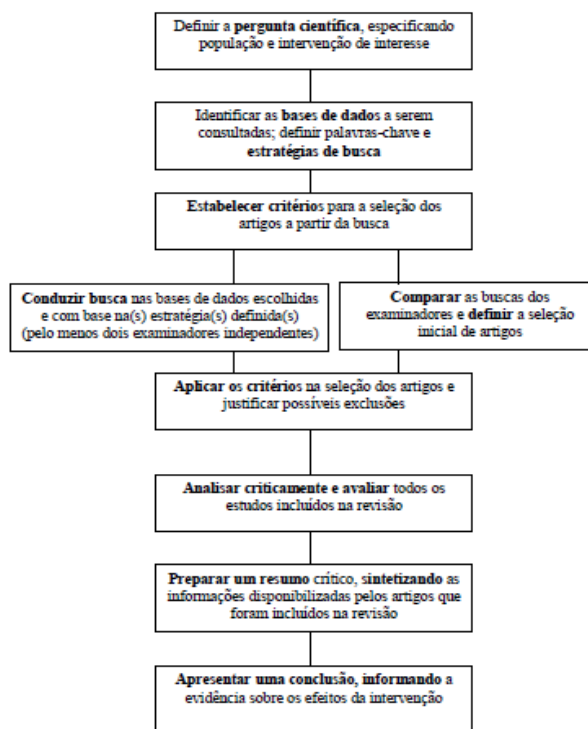 Definir a pergunta científica, especificando
população e intervenção de interesse
Identificar as bases de dados a serem
consultadas; definir palavras-chave e
estratégias de busca
Estabelecer critérios para a seleção dos
artigos a partir da busca
Conduzir busca nas bases de dados escolhidas
e com base na(s) estratégia(s) definida(s)
(pelo menos dois examinadores independentes)
Comparar as buscas dos
examinadores e definir a seleção
inicial de artigos
Aplicar os critérios na seleção dos artigos e
justificar possíveis exclusões
Analisar criticamente e avaliar todos os
estudos incluídos na revisão
Preparar um resumo crítico, sintetizando as
informações disponibilizadas pelos artigos que
foram incluídos na revisão
Apresentar uma conclusão, informando a
evidência sobre os efeitos da intervenção